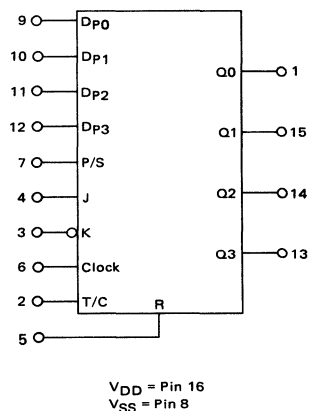 9 DP0
10 DP1 Q0 1
11 DP2
12 DP3 Q1 15
7 P/S
4 J Q2 14
3 K
6 Clock Q3 13
2 T/C
R
5
VDD = Pin 16
VSS = Pin 8